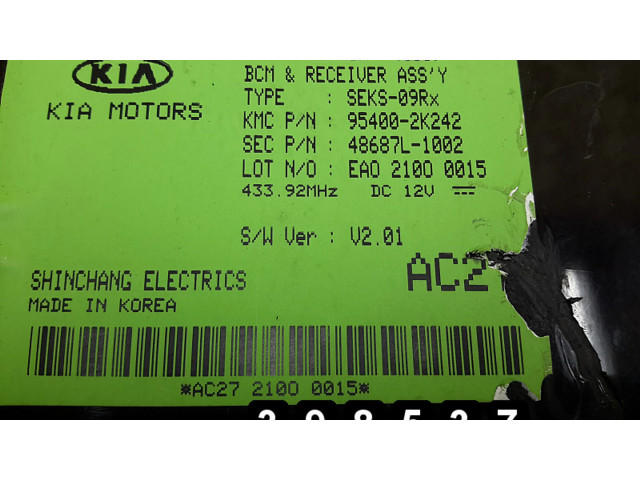 KIA
KIA MOTORS
BCM & RECEIVER ASS'Y
TYPE : SEKS-09Rx
KMC P/N : 95400-2K242
SEC P/N : 48687L-1002
LOT N/O : EAO 2100 0015
433.92MHz DC 12V
S/W Ver : V2.01
AC27
SHINCHANG ELECTRICS
MADE IN KOREA
*AC27 2100 0015*